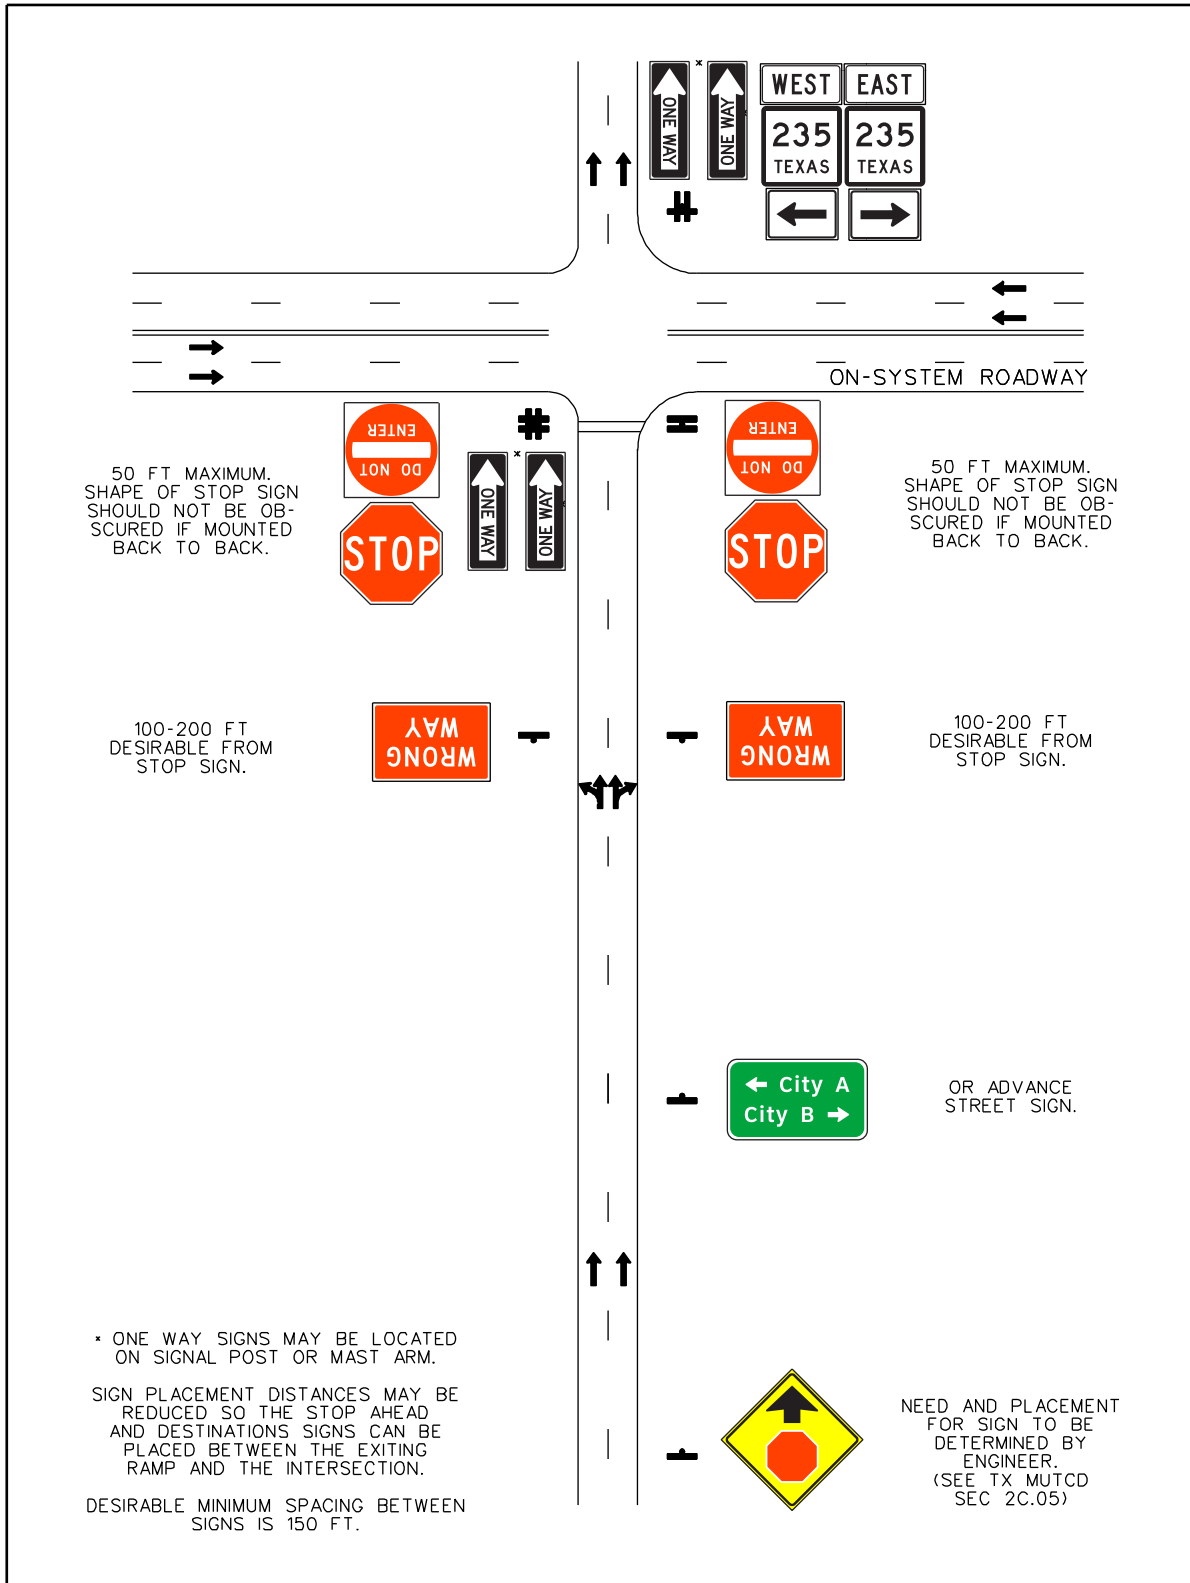 *
ONE WAY
ONE WAY
WEST
EAST
235
TEXAS
235
TEXAS
ON-SYSTEM ROADWAY
DO NOT
ENTER
DO NOT
ENTER
*
ONE WAY
ONE WAY
50 FT MAXIMUM.
SHAPE OF STOP SIGN
SHOULD NOT BE OB-
SCURED IF MOUNTED
BACK TO BACK.
STOP
STOP
50 FT MAXIMUM.
SHAPE OF STOP SIGN
SHOULD NOT BE OB-
SCURED IF MOUNTED
BACK TO BACK.
100-200 FT
DESIRABLE FROM
STOP SIGN.
WRONG
WAY
WRONG
WAY
100-200 FT
DESIRABLE FROM
STOP SIGN.
← City A
City B →
OR ADVANCE
STREET SIGN.
* ONE WAY SIGNS MAY BE LOCATED
ON SIGNAL POST OR MAST ARM.
SIGN PLACEMENT DISTANCES MAY BE
REDUCED SO THE STOP AHEAD
AND DESTINATIONS SIGNS CAN BE
PLACED BETWEEN THE EXITING
RAMP AND THE INTERSECTION.
DESIRABLE MINIMUM SPACING BETWEEN
SIGNS IS 150 FT.
NEED AND PLACEMENT
FOR SIGN TO BE
DETERMINED BY
ENGINEER.
(SEE TX MUTCD
SEC 2C.05)